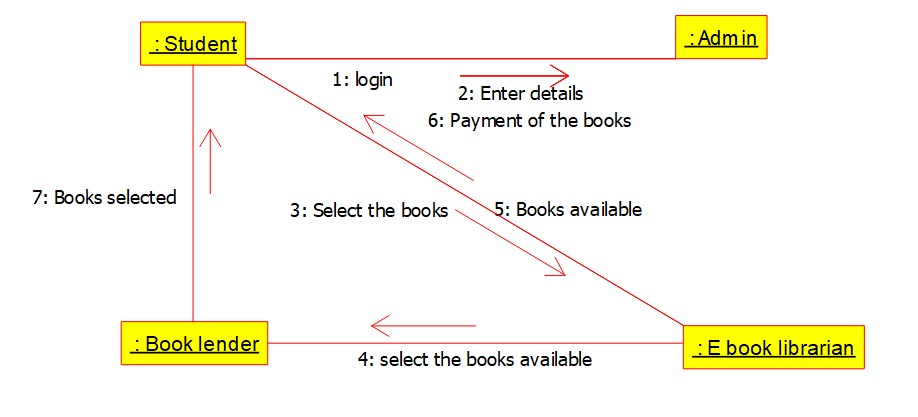 : Student
: Admin
1: login
2: Enter details
6: Payment of the books
7: Books selected
3: Select the books
5: Books available
: Book lender
4: select the books available
: E book librarian